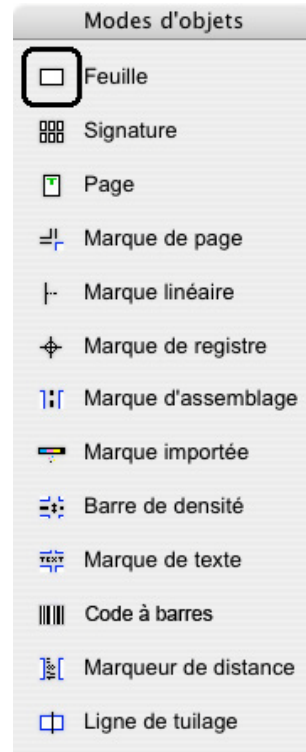 Modes d'objets
Feuille
Signature
Page
Marque de page
Marque linéaire
Marque de registre
Marque d'assemblage
Marque importée
Barre de densité
TEXT Marque de texte
Code à barres
Marqueur de distance
Ligne de tuilage